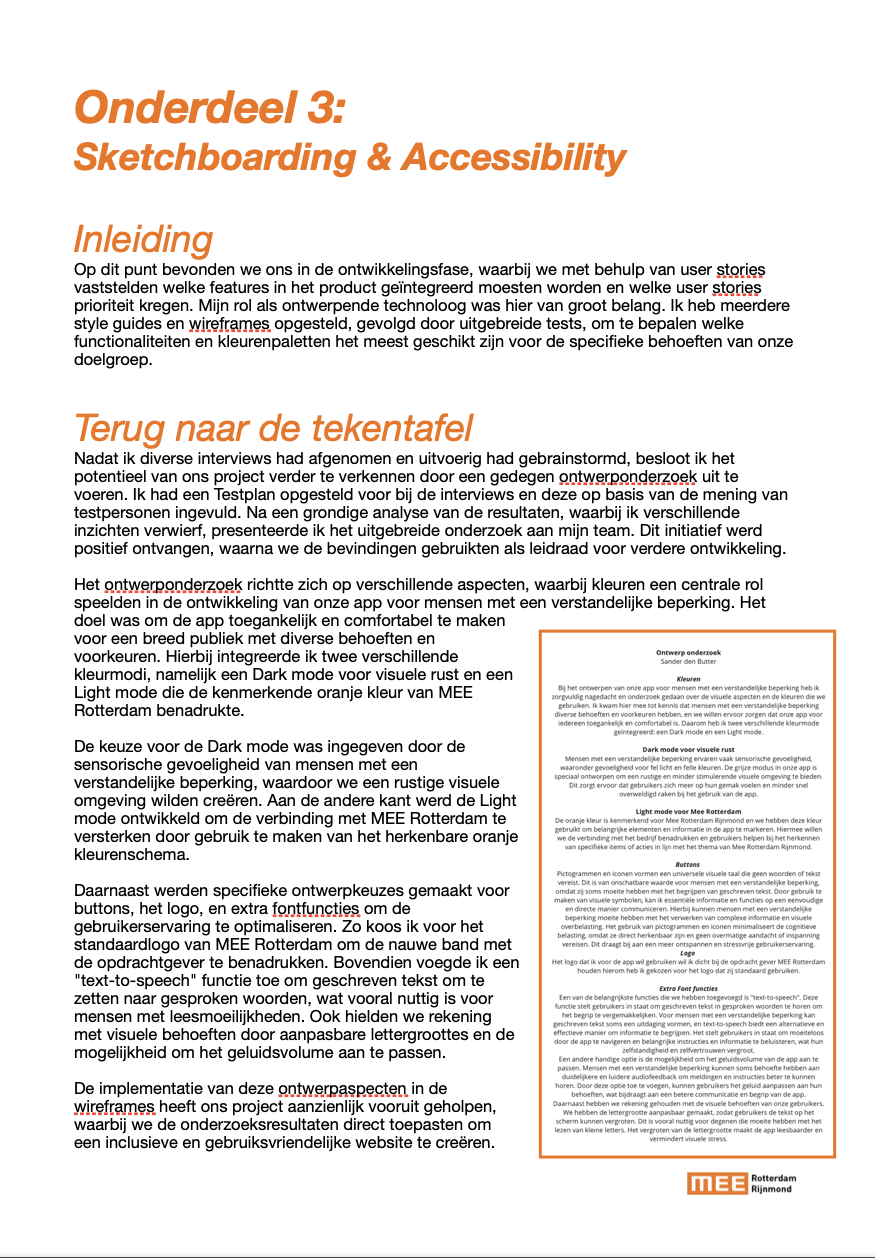 Onderdeel 3:
Sketchboarding & Accessibility
Inleiding
Op dit punt bevonden we ons in de ontwikkelingsfase, waarbij we met behulp van user stories
vaststelden welke features in het product geïntegreerd moesten worden en welke user stories
prioriteit kregen. Mijn rol als ontwerpende technoloog was hier van groot belang. Ik heb meerdere
style guides en wireframes opgesteld, gevolgd door uitgebreide tests, om te bepalen welke
functionaliteiten en kleurenpaletten het meest geschikt zijn voor de specifieke behoeften van onze
doelgroep.
Terug naar de tekentafel
Nadat ik diverse interviews had afgenomen en uitvoerig had gebrainstormd, besloot ik het
potentieel van ons project verder te verkennen door een gedegen ontwerponderzoek uit te
voeren. Ik had een Testplan opgesteld voor bij de interviews en deze op basis van de mening van
testpersonen ingevuld. Na een grondige analyse van de resultaten, waarbij ik verschillende
inzichten verwierf, presenteerde ik het uitgebreide onderzoek aan mijn team. Dit initiatief werd
positief ontvangen, waarna we de bevindingen gebruikten als leidraad voor verdere ontwikkeling.
Het ontwerponderzoek richtte zich op verschillende aspecten, waarbij kleuren een centrale rol
speelden in de ontwikkeling van onze app voor mensen met een verstandelijke beperking. Het
doel was om de app toegankelijk en comfortabel te maken
voor een breed publiek met diverse behoeften en
voorkeuren. Hierbij integreerde ik twee verschillende
kleurmodi, namelijk een Dark mode voor visuele rust en een
Light mode die de kenmerkende oranje kleur van MEE
Rotterdam benadrukte.
De keuze voor de Dark mode was ingegeven door de
sensorische gevoeligheid van mensen met een
verstandelijke beperking, waardoor we een rustige visuele
omgeving wilden creëren. Aan de andere kant werd de Light
mode ontwikkeld om de verbinding met MEE Rotterdam te
versterken door gebruik te maken van het herkenbare oranje
kleurenschema.
Daarnaast werden specifieke ontwerpkeuzes gemaakt voor
buttons, het logo, en extra fontfuncties om de
gebruikerservaring te optimaliseren. Zo koos ik voor het
standaardlogo van MEE Rotterdam om de nauwe band met
de opdrachtgever te benadrukken. Bovendien voegde ik een
"text-to-speech" functie toe om geschreven tekst om te
zetten naar gesproken woorden, wat vooral nuttig is voor
mensen met leesmoeilijkheden. Ook hielden we rekening
met visuele behoeften door aanpasbare lettergroottes en de
mogelijkheid om het geluidsvolume aan te passen.
De implementatie van deze ontwerpaspecten in de
wireframes heeft ons project aanzienlijk vooruit geholpen,
waarbij we de onderzoeksresultaten direct toepasten om
een inclusieve en gebruiksvriendelijke website te creëren.
Ontwerp onderzoek
Sander den Butter
Kleuren
Bij het ontwerpen van onze app voor mensen met een verstandelijke beperking heb ik
zorgvuldig nagedacht en onderzoek gedaan over de visuele aspecten en de kleuren die we
gebruiken. Ik kwam hier mee tot kennis dat mensen met een verstandelijke beperking
diverse behoeften en voorkeuren hebben, en we willen ervoor zorgen dat onze app voor
iedereen toegankelijk en comfortabel is. Daarom heb ik twee verschillende kleurmode
geïntegreerd: een Dark mode en een Light mode.
Dark mode voor visuele rust
Mensen met een verstandelijke beperking ervaren vaak sensorische gevoeligheid,
waaronder gevoeligheid voor fel licht en felle kleuren. De grijze modus in onze app is
speciaal ontworpen om een rustige en minder stimulerende visuele omgeving te bieden.
Dit zorgt ervoor dat gebruikers zich meer op hun gemak voelen en minder snel
overweldigd raken bij het gebruik van de app.
Light mode voor Mee Rotterdam
De oranje kleur is kenmerkend voor Mee Rotterdam Rijnmond en we hebben deze kleur
gebruikt om belangrijke elementen en informatie in de app te markeren. Hiermee willen
we de verbinding met het bedrijf benadrukken en gebruikers helpen bij het herkennen
van specifieke items of acties in lijn met het thema van Mee Rotterdam Rijnmond.
Buttons
Pictogrammen en iconen vormen een universele visuele taal die geen woorden of tekst
vereist. Dit is van onschatbare waarde voor mensen met een verstandelijke beperking,
omdat zij soms moeite hebben met het begrijpen van geschreven tekst. Door gebruik te
maken van visuele symbolen, kan ik essentiële informatie en functies op een eenvoudige
en directe manier communiceren. Hierbij kunnen mensen met een verstandelijke
beperking moeite hebben met het verwerken van complexe informatie en visuele
overbelasting. Het gebruik van pictogrammen en iconen minimaliseert de cognitieve
belasting, omdat ze direct herkenbaar zijn en geen overmatige aandacht of inspanning
vereisen. Dit draagt bij aan een meer ontspannen en stressvrije gebruikerservaring.
Logo
Het logo dat ik voor de app wil gebruiken wil ik dicht bij de opdracht gever MEE Rotterdam
houden hierom heb ik gekozen voor het logo dat zij standaard gebruiken.
Extra Font functies
Een van de belangrijkste functies die we hebben toegevoegd is "text-to-speech". Deze
functie stelt gebruikers in staat om geschreven tekst in gesproken woorden te horen om
het begrip te vergemakkelijken. Voor mensen met een verstandelijke beperking kan
geschreven tekst soms een uitdaging vormen, en text-to-speech biedt een alternatieve en
effectieve manier om informatie te begrijpen. Het stelt gebruikers in staat om moeiteloos
door de app te navigeren en belangrijke instructies en informatie te beluisteren, wat hun
zelfstandigheid en zelfvertrouwen vergroot.
Een andere handige optie is de mogelijkheid om het geluidsvolume van de app aan te
passen. Mensen met een verstandelijke beperking kunnen soms behoefte hebben aan
duidelijkere en luidere audiofeedback om meldingen en instructies beter te kunnen
horen. Door deze optie toe te voegen, kunnen gebruikers het geluid aanpassen aan hun
behoeften, wat bijdraagt aan een betere communicatie en begrip van de app.
Daarnaast hebben we rekening gehouden met de visuele behoeften van onze gebruikers.
We hebben de lettergrootte aanpasbaar gemaakt, zodat gebruikers de tekst op het
scherm kunnen vergroten. Dit is vooral nuttig voor degenen die moeite hebben met het
lezen van kleine letters. Het vergroten van de lettergrootte maakt de app leesbaarder en
vermindert visuele stress.
MEE Rotterdam
Rijnmond